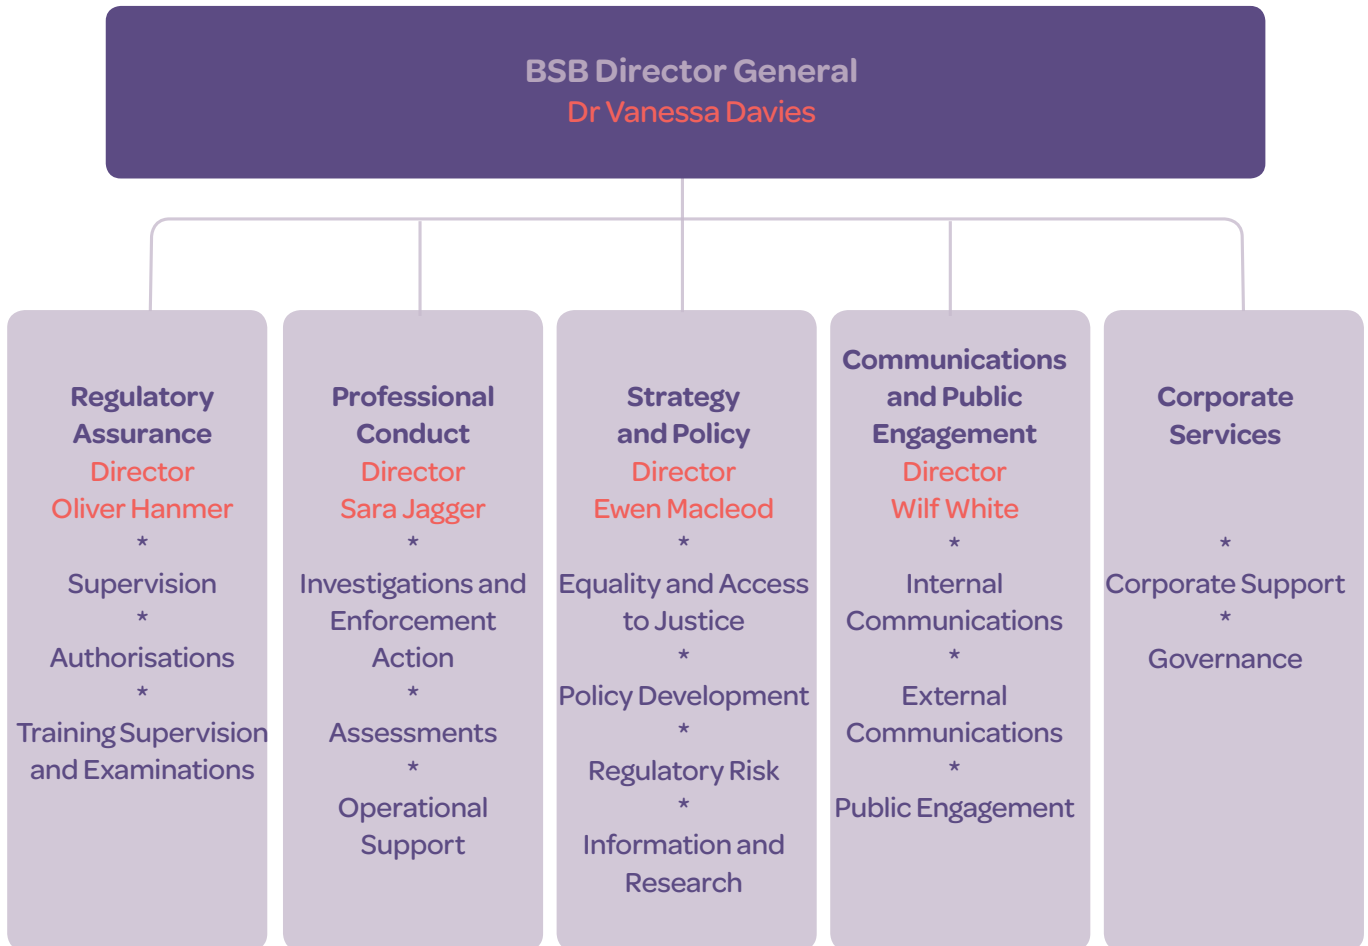 BSB Director General
Dr Vanessa Davies
Regulatory
Assurance
Director
Oliver Hanmer
*
Supervision
*
Authorisations
*
Training Supervision
and Examinations
Professional
Conduct
Director
Sara Jagger
*
Investigations and
Enforcement
Action
*
Assessments
*
Operational
Support
Strategy
and Policy
Director
Ewen Macleod
*
Equality and Access
to Justice
*
Policy Development
*
Regulatory Risk
*
Information and
Research
Communications
and Public
Engagement
Director
Wilf White
*
Internal
Communications
*
External
Communications
*
Public Engagement
Corporate
Services
*
Corporate Support
*
Governance